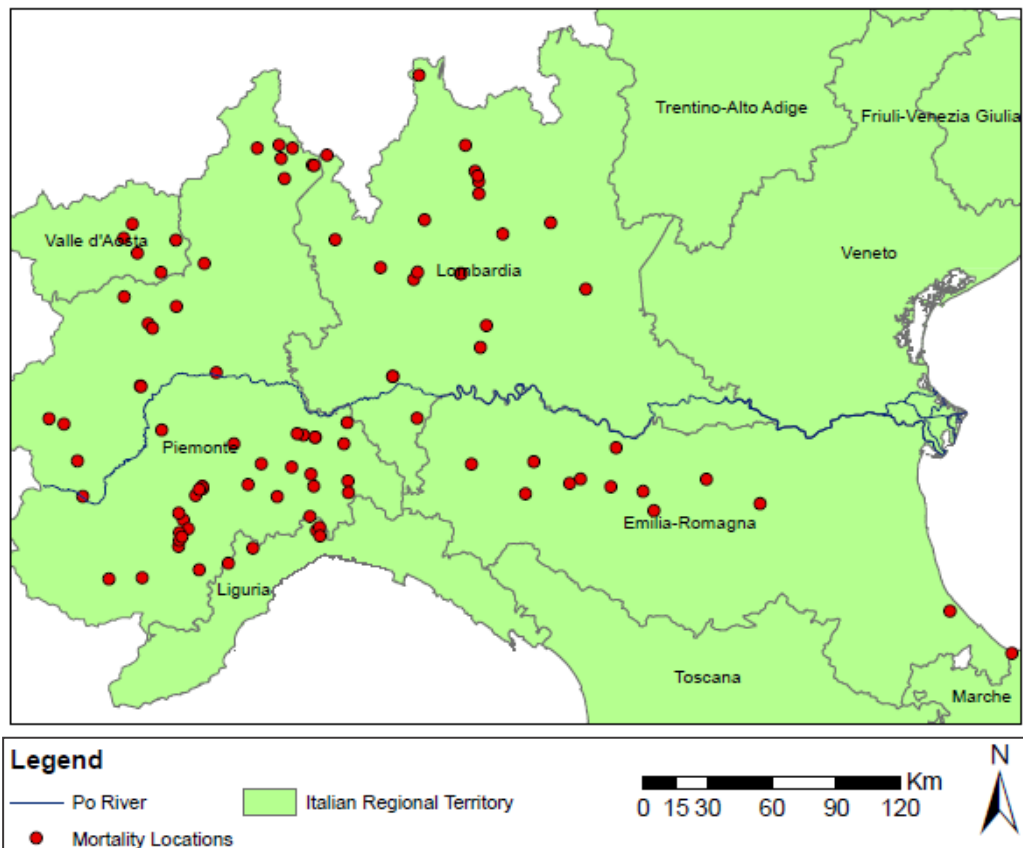 Trentino-Alto Adige
Friuli-Venezia Giulia
Valle d'Aosta
Veneto
Lombardia
Piemonte
Emilia-Romagna
Liguria
Toscana
Marche
Legend
Po River
Italian Regional Territory
Mortality Locations
Km
0 15 30 60 90 120
N